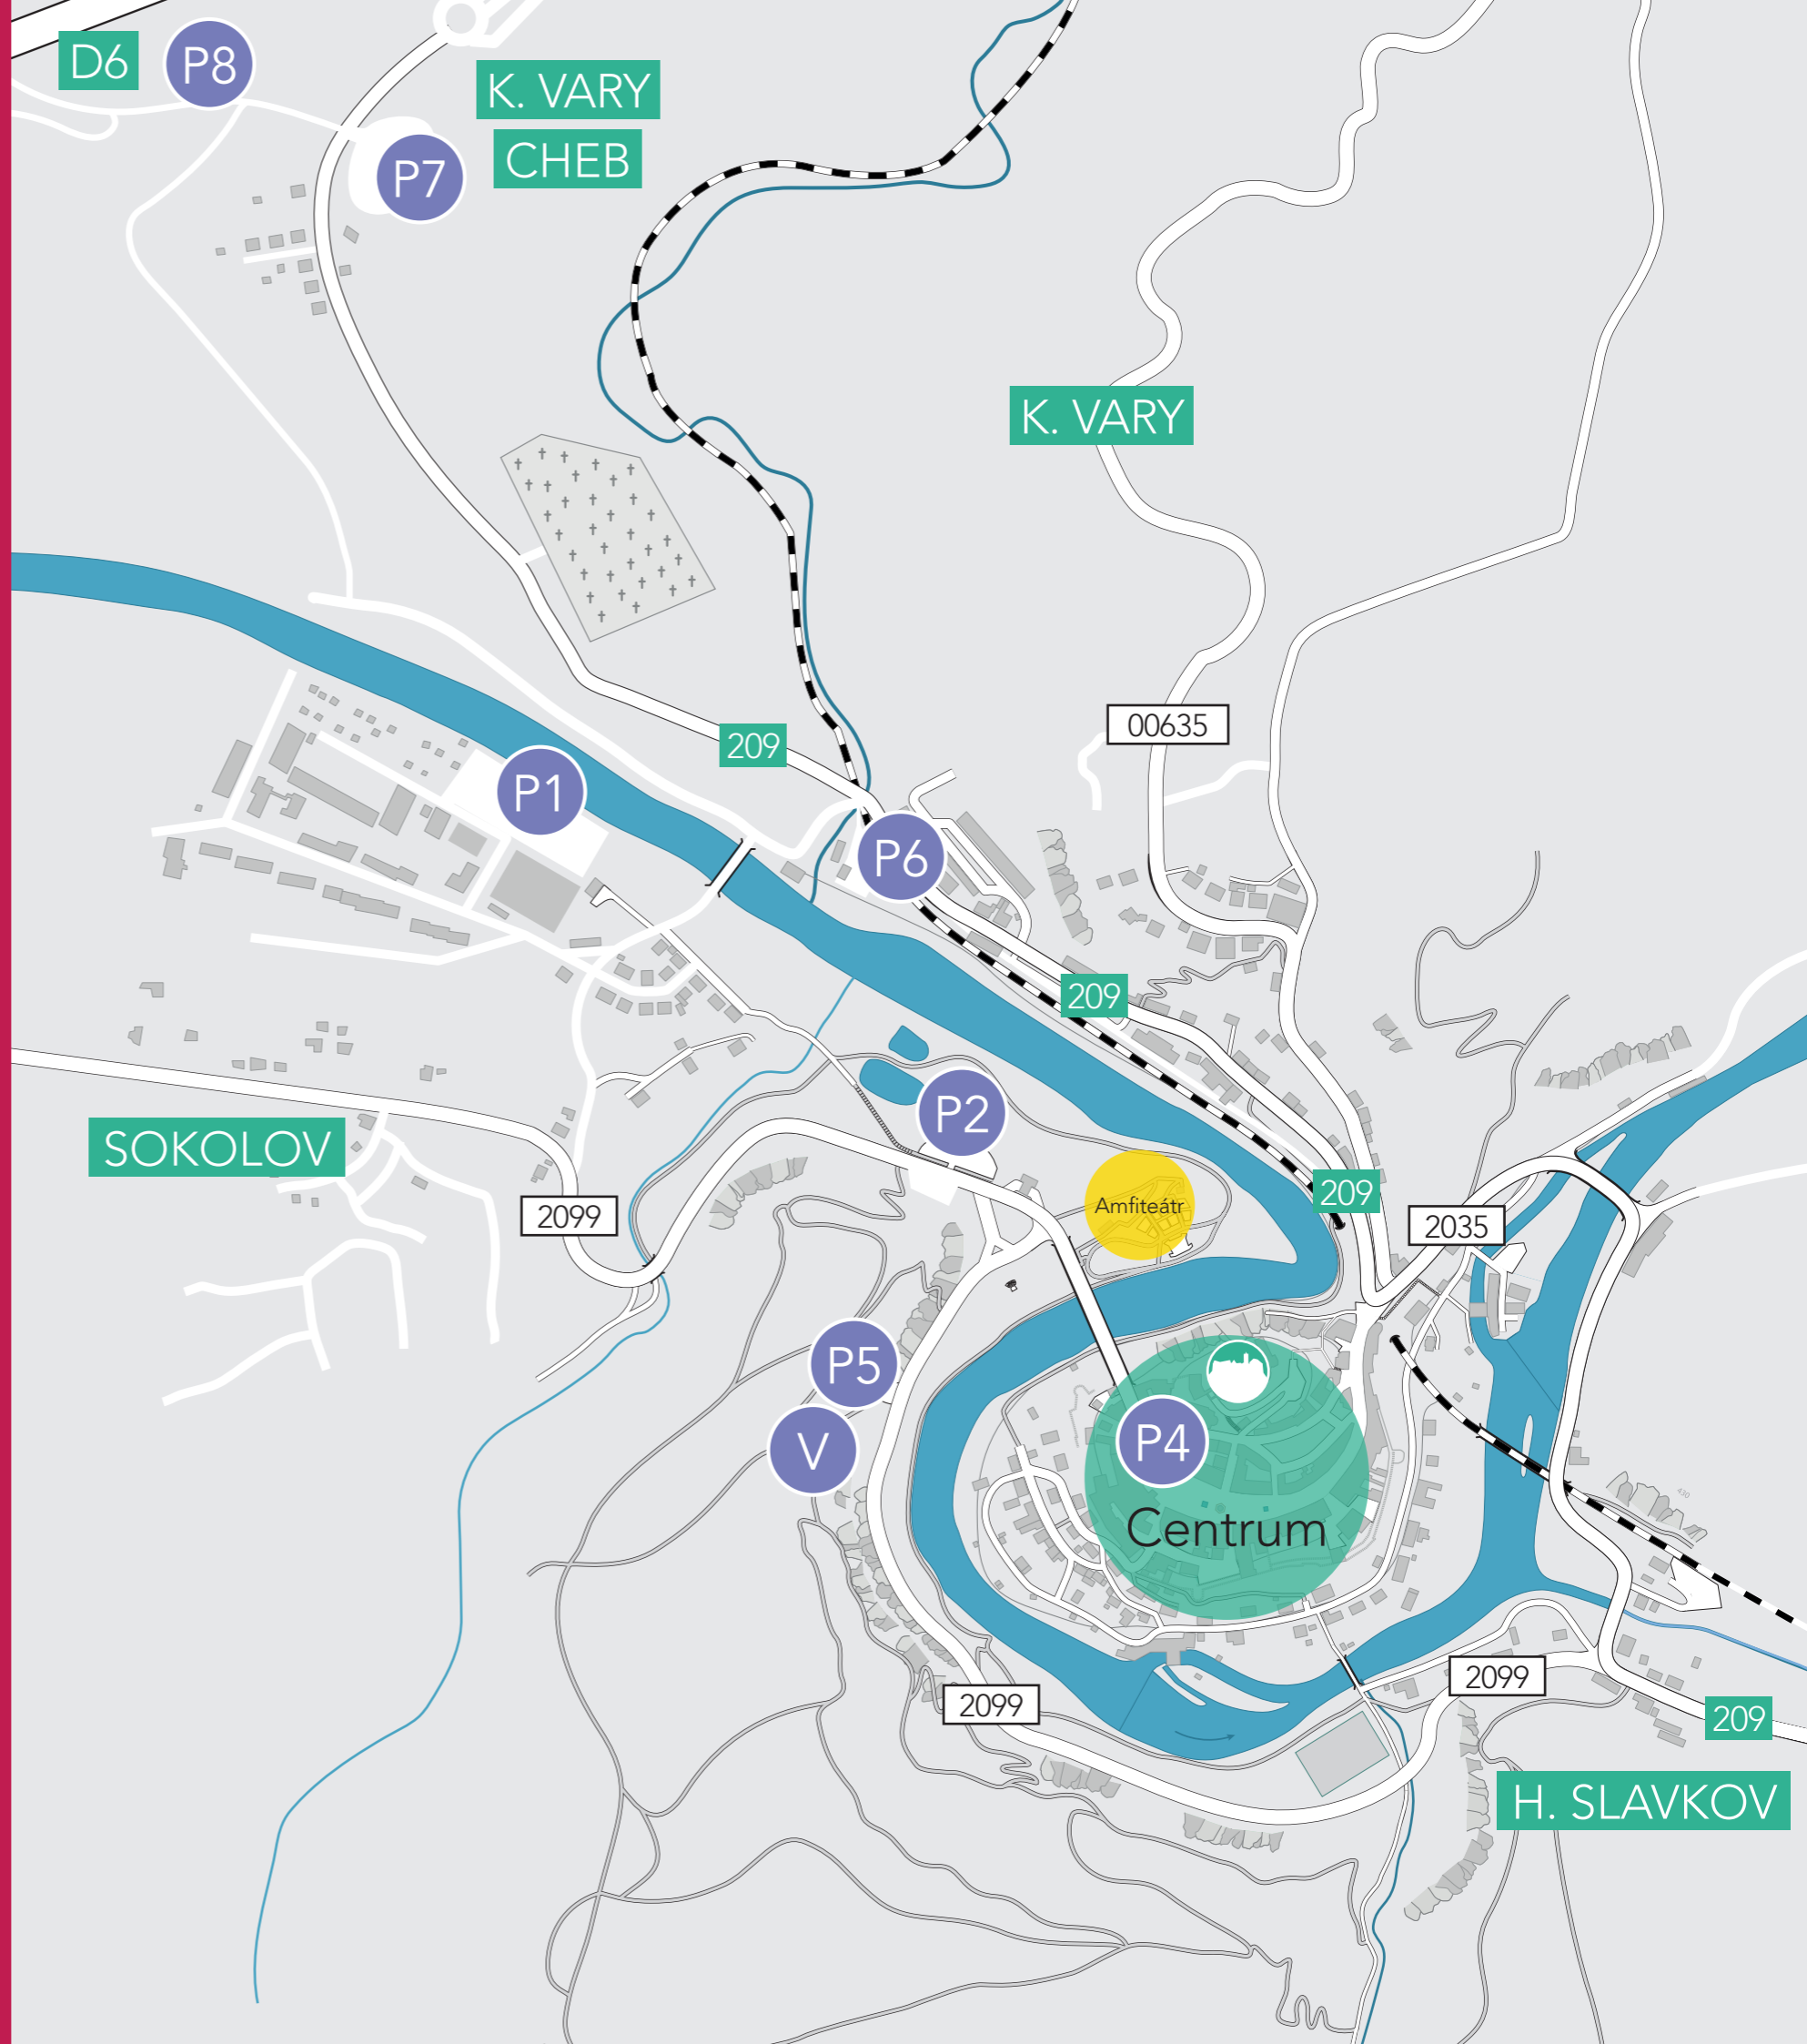 D6
P8
K. VARY
CHEB
P7
K. VARY
00635
209
P1
P6
209
P2
SOKOLOV
Amfiteátr
209
2099
2035
P5
P4
V
430
Centrum
2099
2099
209
H. SLAVKOV